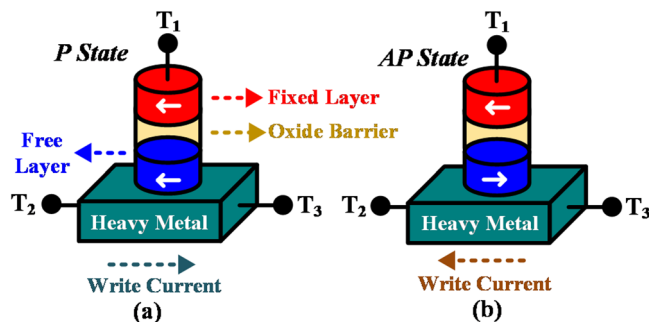 T1
P State
Fixed Layer
Oxide Barrier
Free
Layer
T2
T3
Heavy Metal
Write Current
(a)
T1
AP State
T2
T3
Heavy Metal
Write Current
(b)